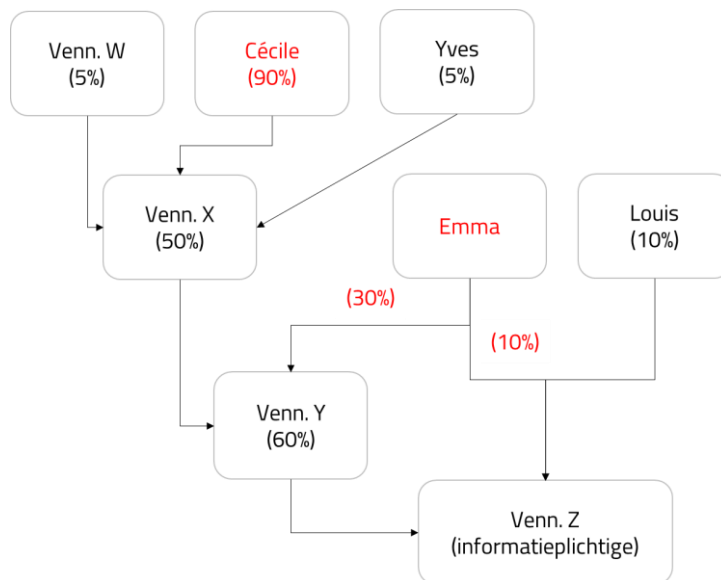 Venn. W
(5%)
Cécile
(90%)
Yves
(5%)
Venn. X
(50%)
Emma
Louis
(10%)
(30%)
(10%)
Venn. Y
(60%)
Venn. Z
(informatieplichtige)